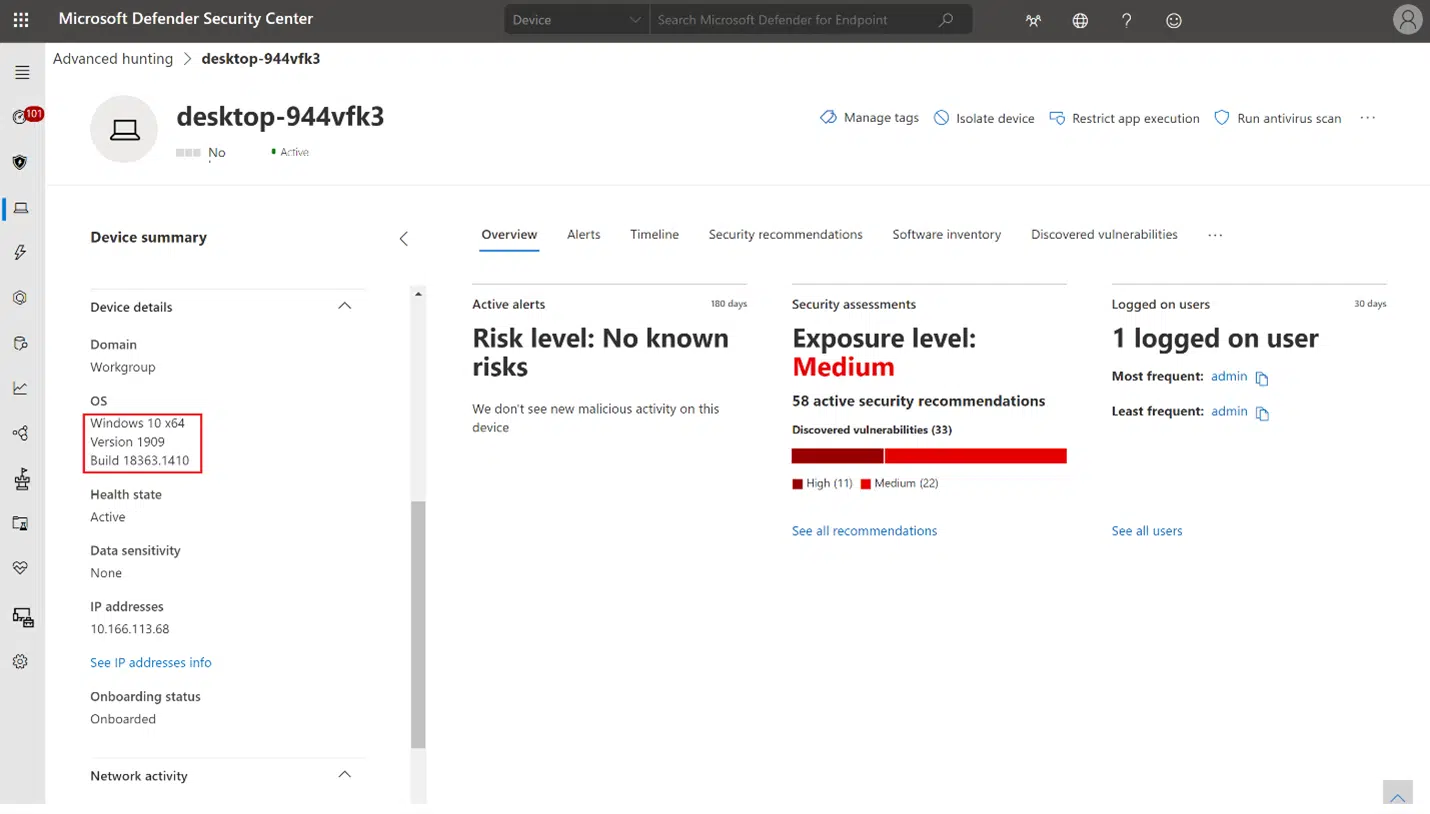 Microsoft Defender Security Center
Device
Search Microsoft Defender for Endpoint
Advanced hunting > desktop-944vfk3
101
desktop-944vfk3
No
Active
Manage tags
Isolate device
Restrict app execution
Run antivirus scan
Device summary
Device details
Domain
Workgroup
OS
Windows 10 x64
Version 1909
Build 18363.1410
Health state
Active
Data sensitivity
None
IP addresses
10.166.113.68
See IP addresses info
Onboarding status
Onboarded
Network activity
Overview
Alerts
Timeline
Security recommendations
Software inventory
Discovered vulnerabilities
Active alerts
180 days
Risk level: No known
risks
We don't see new malicious activity on this
device
Security assessments
Exposure level:
Medium
58 active security recommendations
Discovered vulnerabilities (33)
High (11)
Medium (22)
See all recommendations
Logged on users
30 days
1 logged on user
Most frequent: admin
Least frequent: admin
See all users